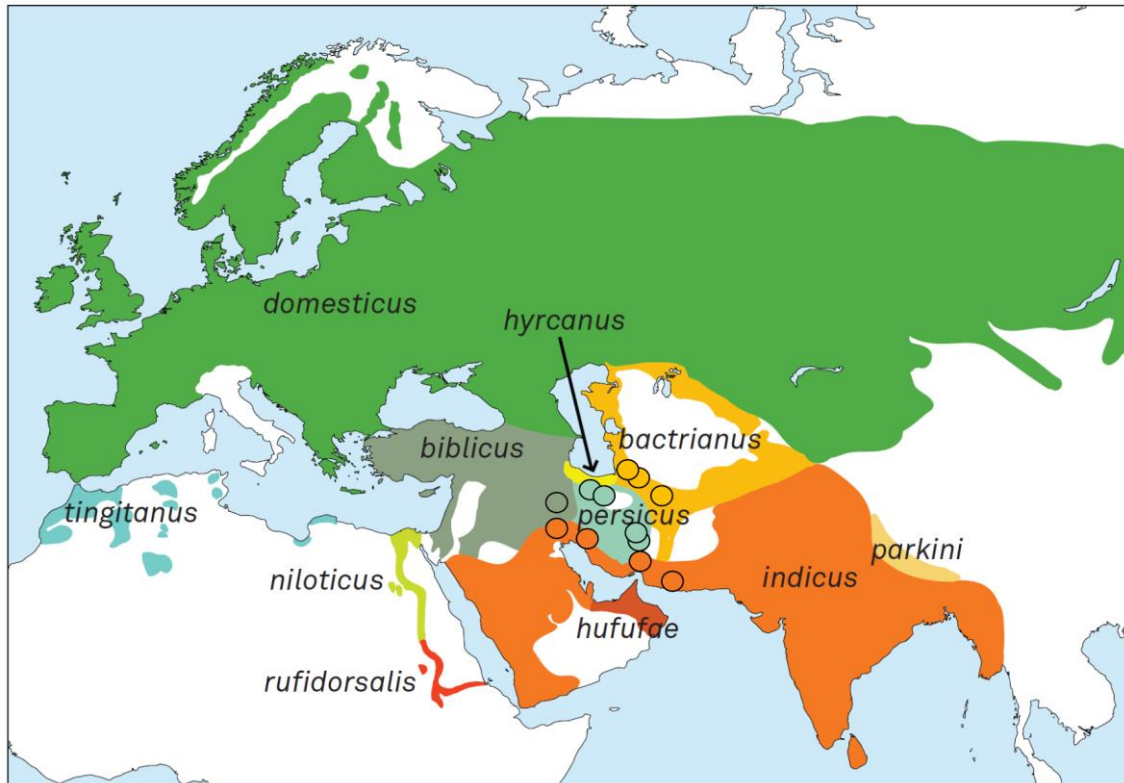 domesticus
hyrcanus
biblicus
bactrianus
tingitanus
persicus
parkini
niloticus
indicus
hufufae
rufidorsalis